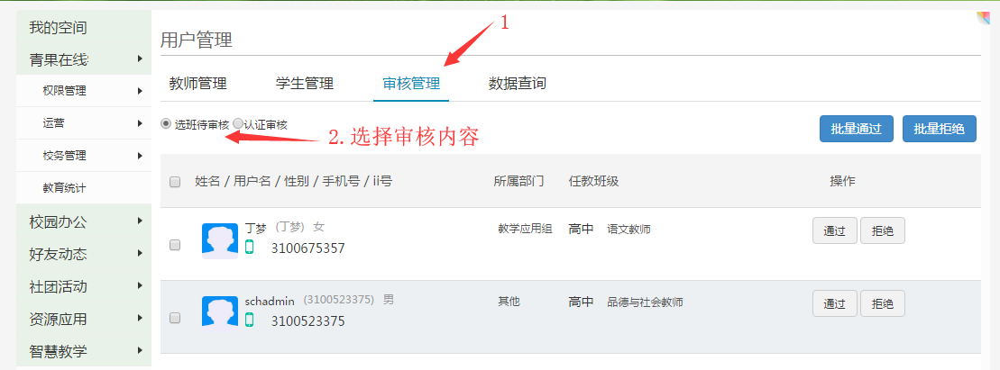 我的空间
青果在线
权限管理
运营
校务管理
教育统计
校园办公
好友动态
社团活动
资源应用
智慧教学
1
用户管理
教师管理 学生管理 审核管理 数据查询
选班待审核 认证审核
2.选择审核内容
批量通过 批量拒绝
姓名 / 用户名 / 性别 / 手机号 / ii号 所属部门 任教班级 操作
丁梦 (丁梦) 女 教学应用组 高中 语文教师 通过 拒绝
3100675357
schadmin (3100523375) 男 其他 高中 品德与社会教师 通过 拒绝
3100523375